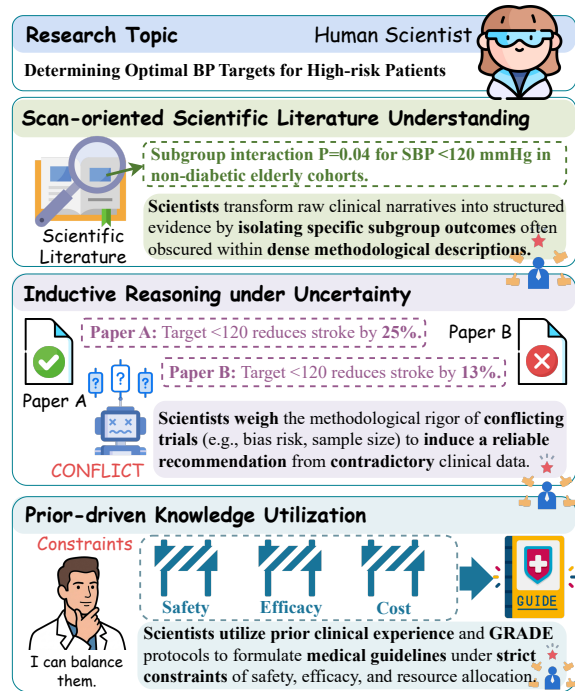 Research Topic
Human Scientist
Determining Optimal BP Targets for High-risk Patients
Scan-oriented Scientific Literature Understanding
Subgroup interaction P=0.04 for SBP <120 mmHg in
non-diabetic elderly cohorts.
Scientific
Literature
Scientists transform raw clinical narratives into structured
evidence by isolating specific subgroup outcomes often
obscured within dense methodological descriptions.
Inductive Reasoning under Uncertainty
Paper A: Target <120 reduces stroke by 25%.
Paper B
Paper A
Paper B: Target <120 reduces stroke by 13%.
? ? ?
CONFLICT
Scientists weigh the methodological rigor of conflicting
trials (e.g., bias risk, sample size) to induce a reliable
recommendation from contradictory clinical data.
Prior-driven Knowledge Utilization
Constraints
Safety
Efficacy
Cost
GUIDE
I can balance
them.
Scientists utilize prior clinical experience and GRADE
protocols to formulate medical guidelines under strict
constraints of safety, efficacy, and resource allocation.